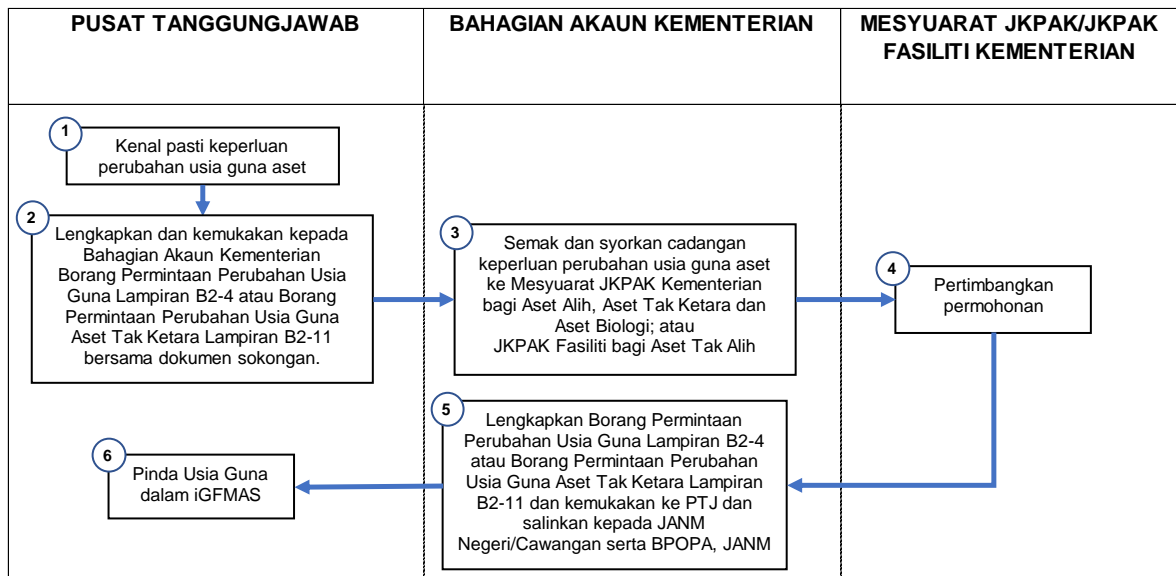 PUSAT TANGGUNGJAWAB
BAHAGIAN AKAUN KEMENTERIAN
MESYUARAT JKPAK/JKPAK
FASILITI KEMENTERIAN
1
Kenal pasti keperluan
perubahan usia guna aset
2
Lengkapkan dan kemukakan kepada
Bahagian Akaun Kementerian
Borang Permintaan Perubahan Usia
Guna Lampiran B2-4 atau Borang
Permintaan Perubahan Usia Guna
Aset Tak Ketara Lampiran B2-11
bersama dokumen sokongan.
3
Semak dan syorkan cadangan
keperluan perubahan usia guna aset
ke Mesyuarat JKPAK Kementerian
bagi Aset Alih, Aset Tak Ketara dan
Aset Biologi; atau
JKPAK Fasiliti bagi Aset Tak Alih
4
Pertimbangkan
permohonan
5
Lengkapkan Borang Permintaan
Perubahan Usia Guna Lampiran B2-4
atau Borang Permintaan Perubahan
Usia Guna Aset Tak Ketara Lampiran
B2-11 dan kemukakan ke PTJ dan
salinkan kepada JANM
Negeri/Cawangan serta BPOPA, JANM
6
Pinda Usia Guna
dalam iGFMAS